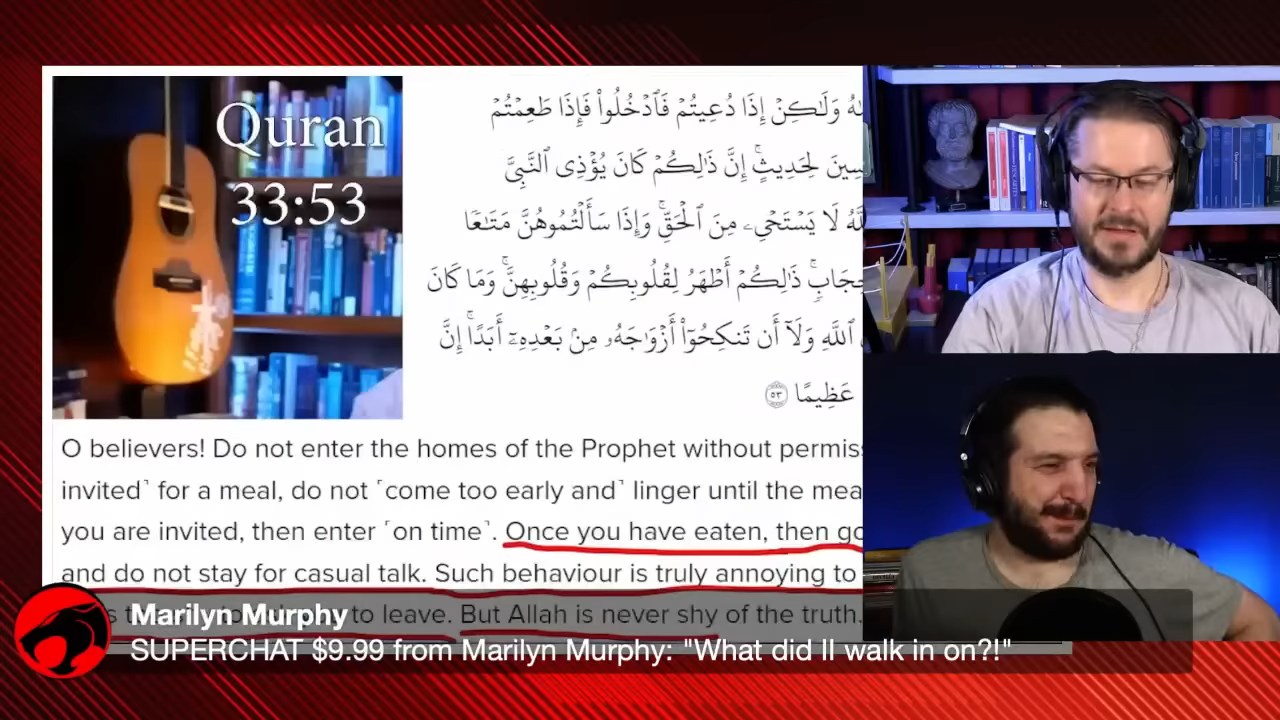 Quran
33:53
وَلَـٰكِنْ إِذَا دُعِيتُمْ فَٱدْخُلُوا۟ فَإِذَا طَعِمْتُمْ
لِحَدِيثٍ ۚ إِنَّ ذَٰلِكُمْ كَانَ يُؤْذِى ٱلنَّبِىَّ
لَا يَسْتَحْىِۦ مِنَ ٱلْحَقِّ ۚ وَإِذَا سَأَلْتُمُوهُنَّ مَتَـٰعًا
ذَٰلِكُمْ أَطْهَرُ لِقُلُوبِكُمْ وَقُلُوبِهِنَّ ۚ وَمَا كَانَ
ٱللَّهِ وَلَآ أَن تَنكِحُوٓا۟ أَزْوَٰجَهُۥ مِنۢ بَعْدِهِۦٓ أَبَدًا ۚ إِنَّ
عَظِيمًا ٥٣
O believers! Do not enter the homes of the Prophet without permiss
invited˺ for a meal, do not ˹come too early and˺ linger until the mea
you are invited, then enter ˹on time˺. Once you have eaten, then go
and do not stay for casual talk. Such behaviour is truly annoying to
to leave. But Allah is never shy of the truth.
Marilyn Murphy
SUPERCHAT $9.99 from Marilyn Murphy: "What did II walk in on?!"